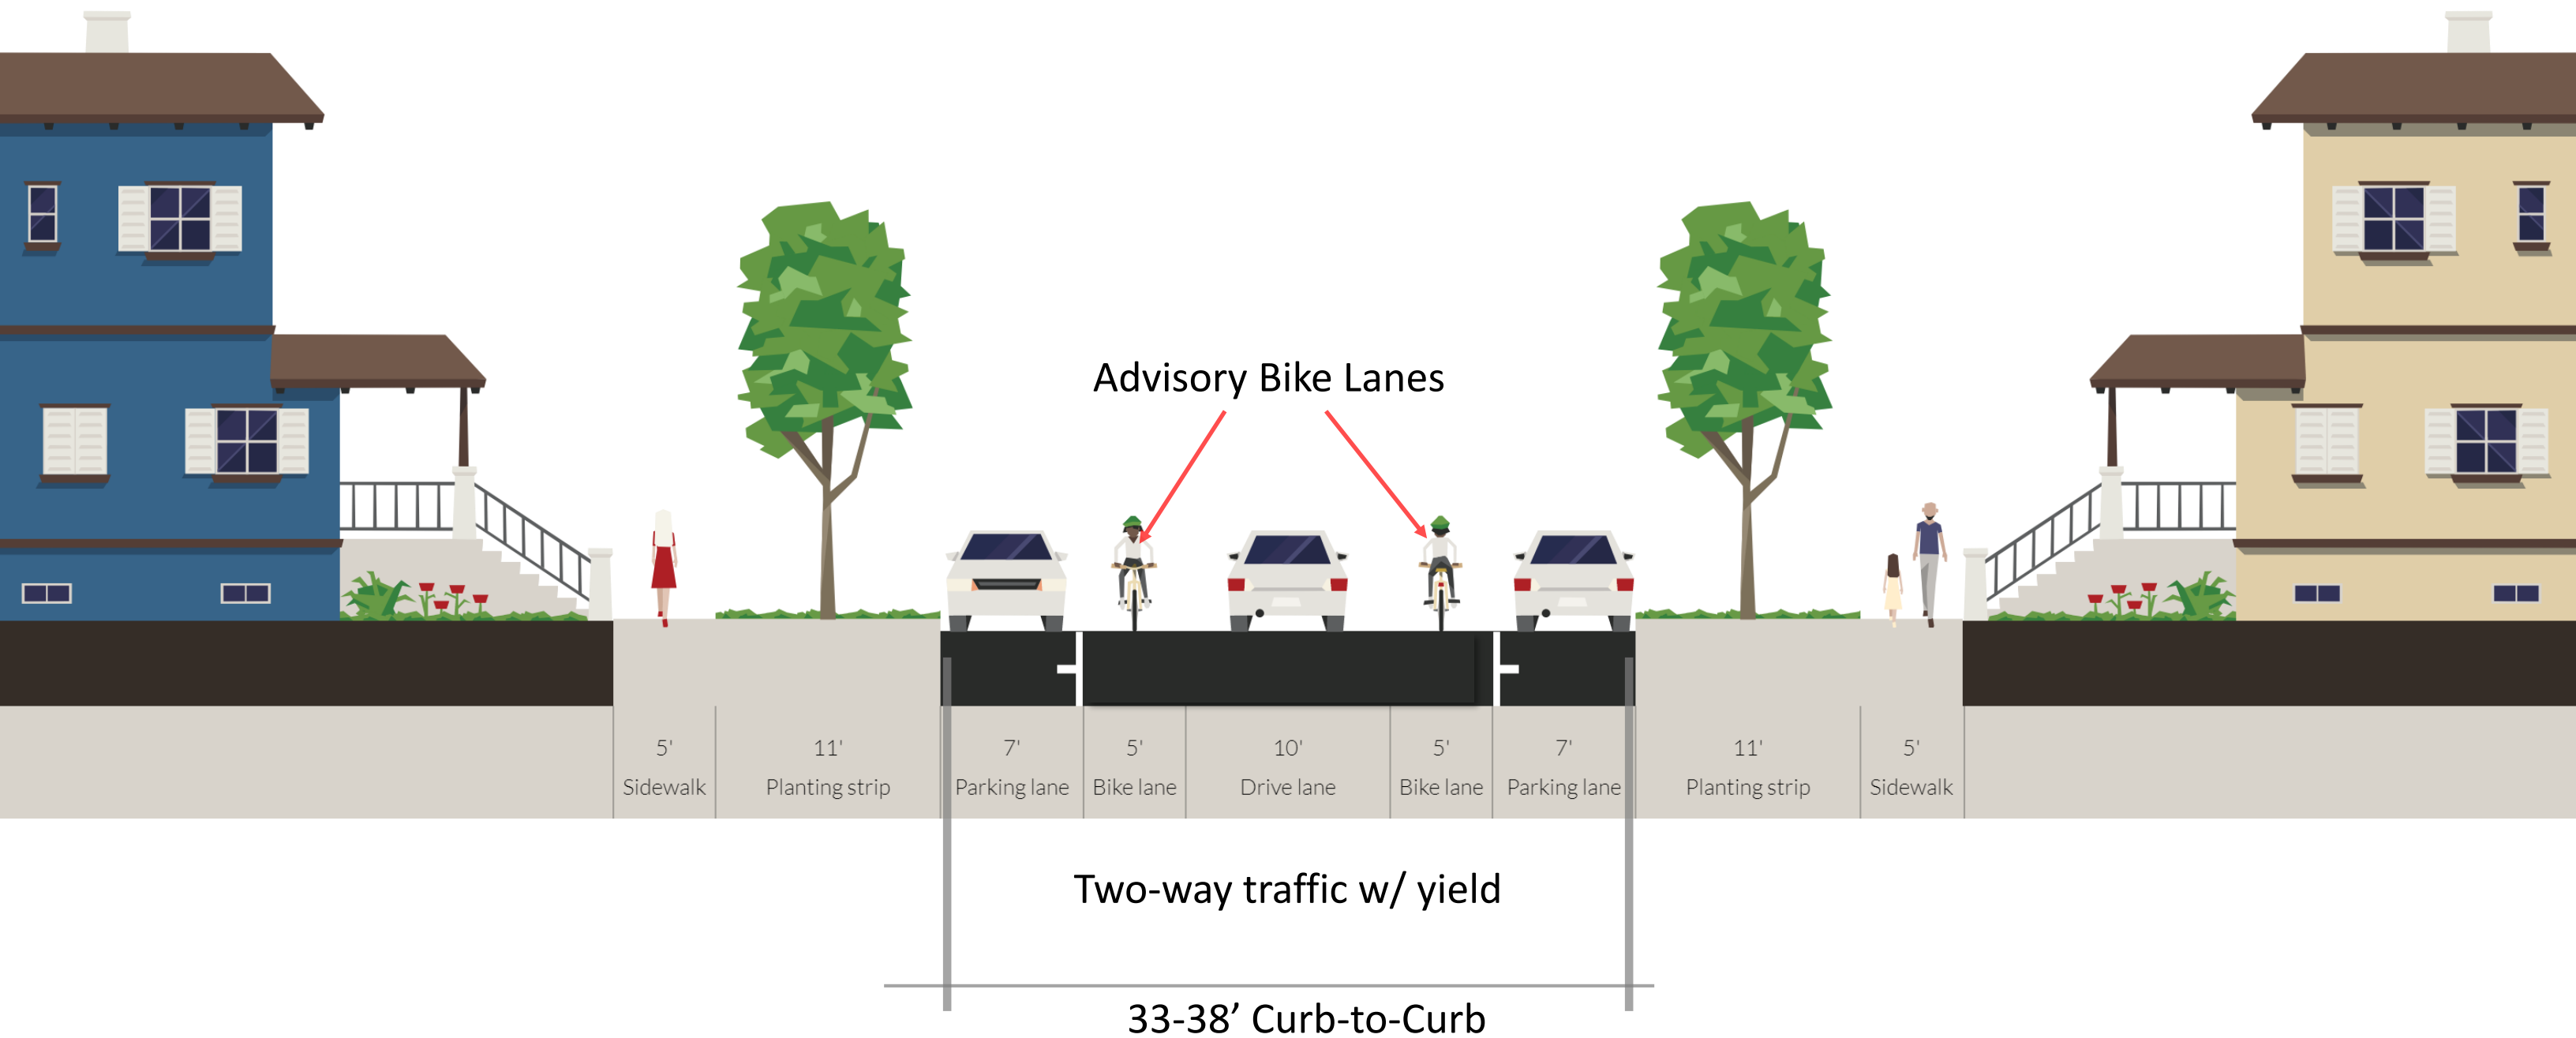 Advisory Bike Lanes
5' 11' 7' 5' 10' 5' 7' 11' 5'
Sidewalk Planting strip Parking lane Bike lane Drive lane Bike lane Parking lane Planting strip Sidewalk
Two-way traffic w/ yield
33-38’ Curb-to-Curb